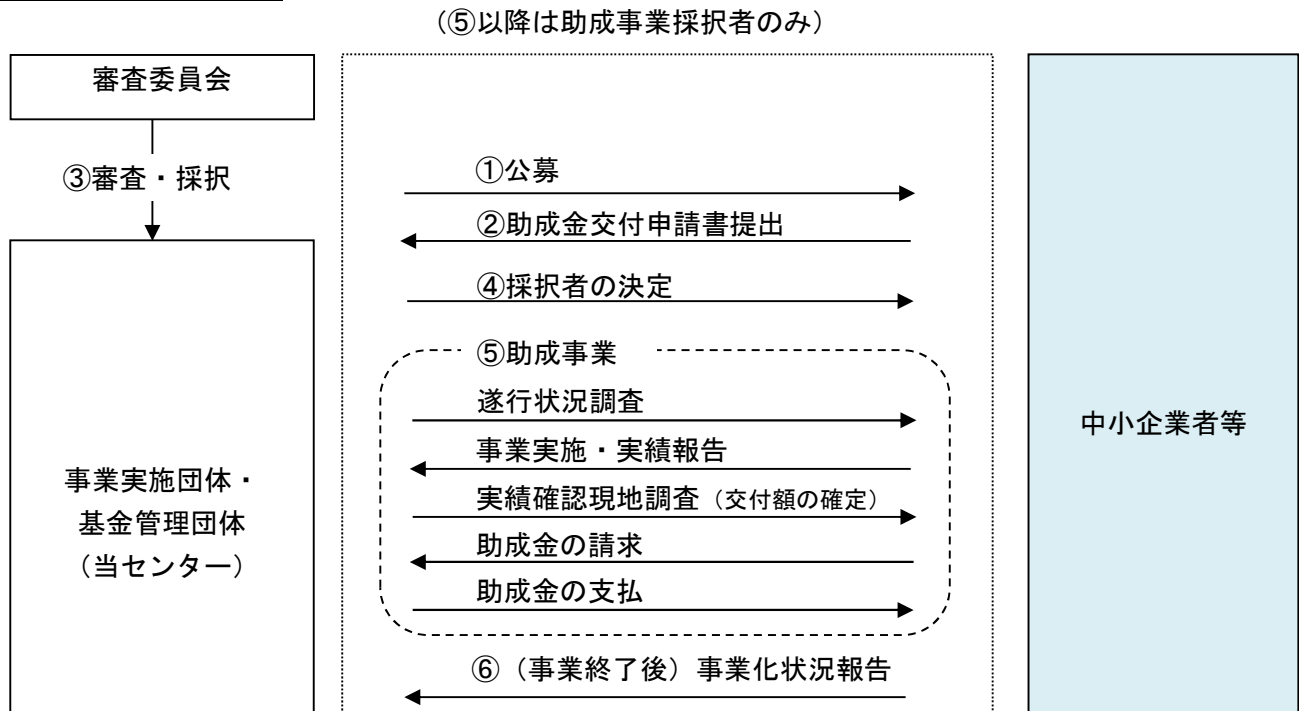 （⑤以降は助成事業採択者のみ）
審査委員会
③審査・採択
①公募
②助成金交付申請書提出
④採択者の決定
⑤助成事業
遂行状況調査
事業実施・実績報告
実績確認現地調査（交付額の確定）
助成金の請求
助成金の支払
⑥（事業終了後）事業化状況報告
事業実施団体・
基金管理団体
（当センター）
中小企業者等